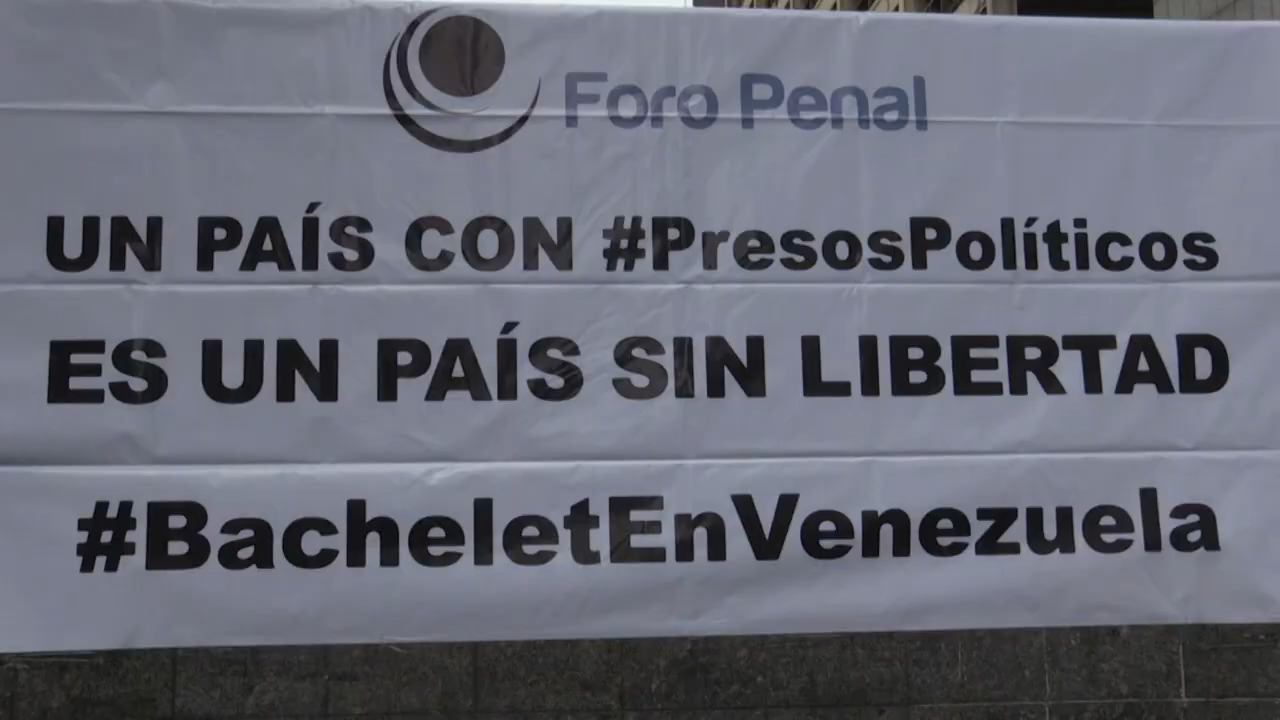 Foro Penal
UN PAÍS CON #PresosPolíticos
ES UN PAÍS SIN LIBERTAD
#BacheletEnVenezuela